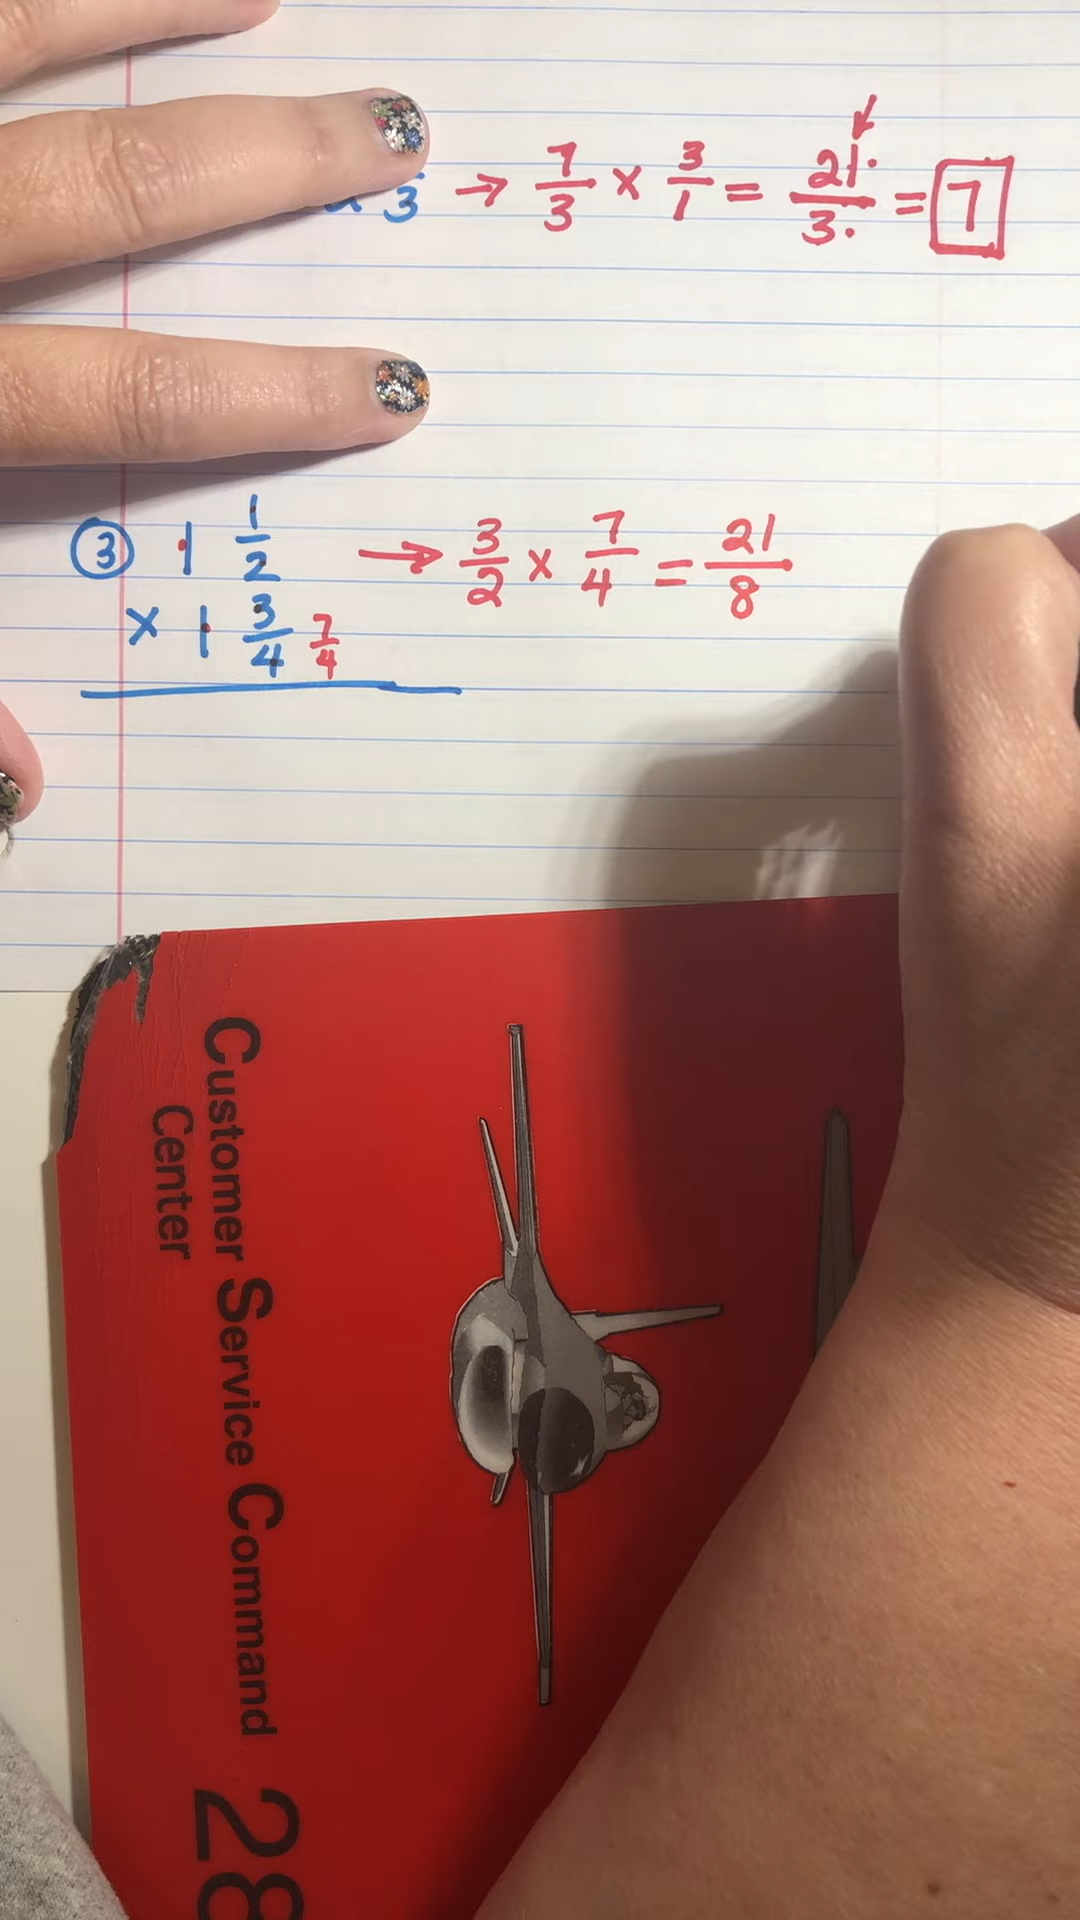 3 → 7/3 × 3/1 = 21/3 = 7
③ 1 1/2 → 3/2 × 7/4 = 21/8
× 1 3/4 7/4
Customer Service Command
Center
28